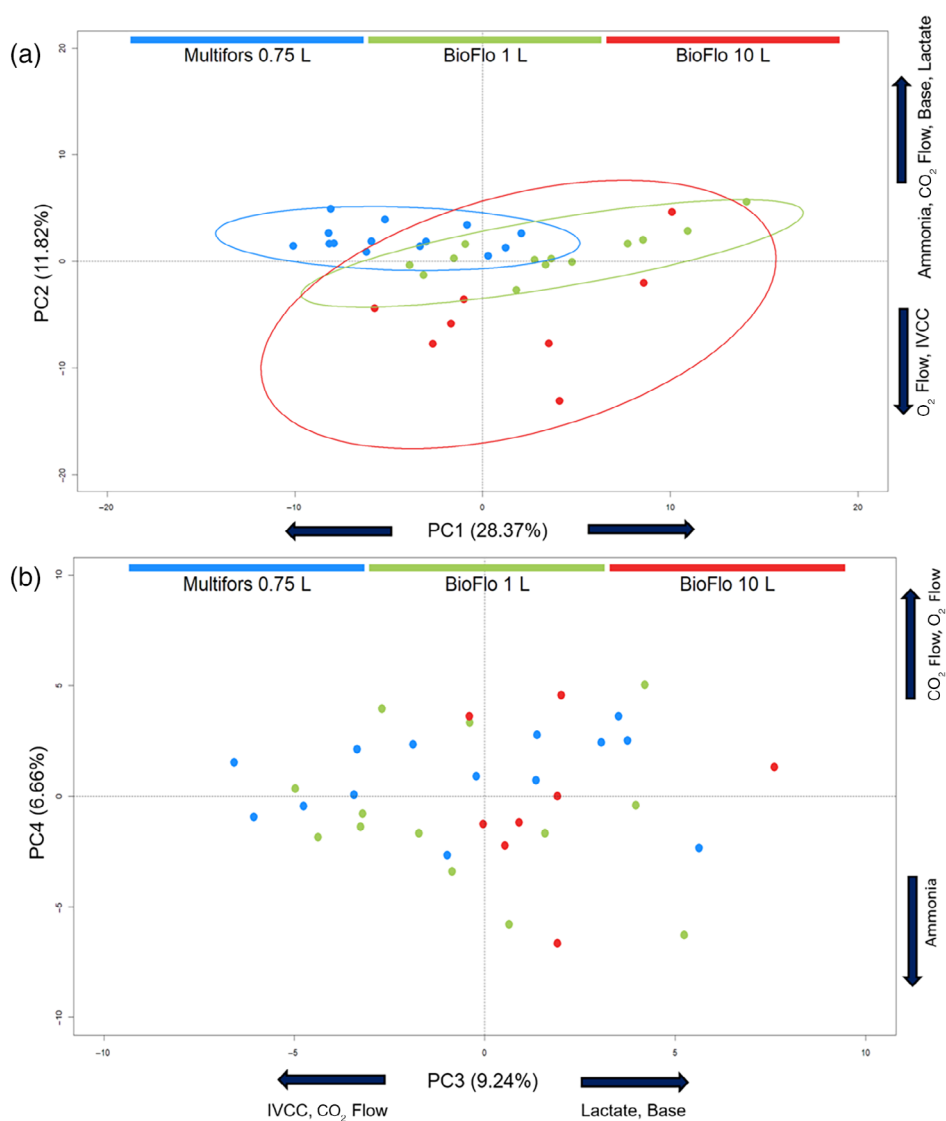 (a)
Multifors 0.75 L
BioFlo 1 L
BioFlo 10 L
20
10
0
−10
−20
PC2 (11.82%)
Ammonia, CO₂ Flow, Base, Lactate
O₂ Flow, IVCC
−20
−10
0
10
20
PC1 (28.37%)
(b)
Multifors 0.75 L
BioFlo 1 L
BioFlo 10 L
10
5
0
−5
−10
PC4 (6.66%)
CO₂ Flow, O₂ Flow
Ammonia
−10
−5
0
5
10
PC3 (9.24%)
IVCC, CO₂ Flow
Lactate, Base